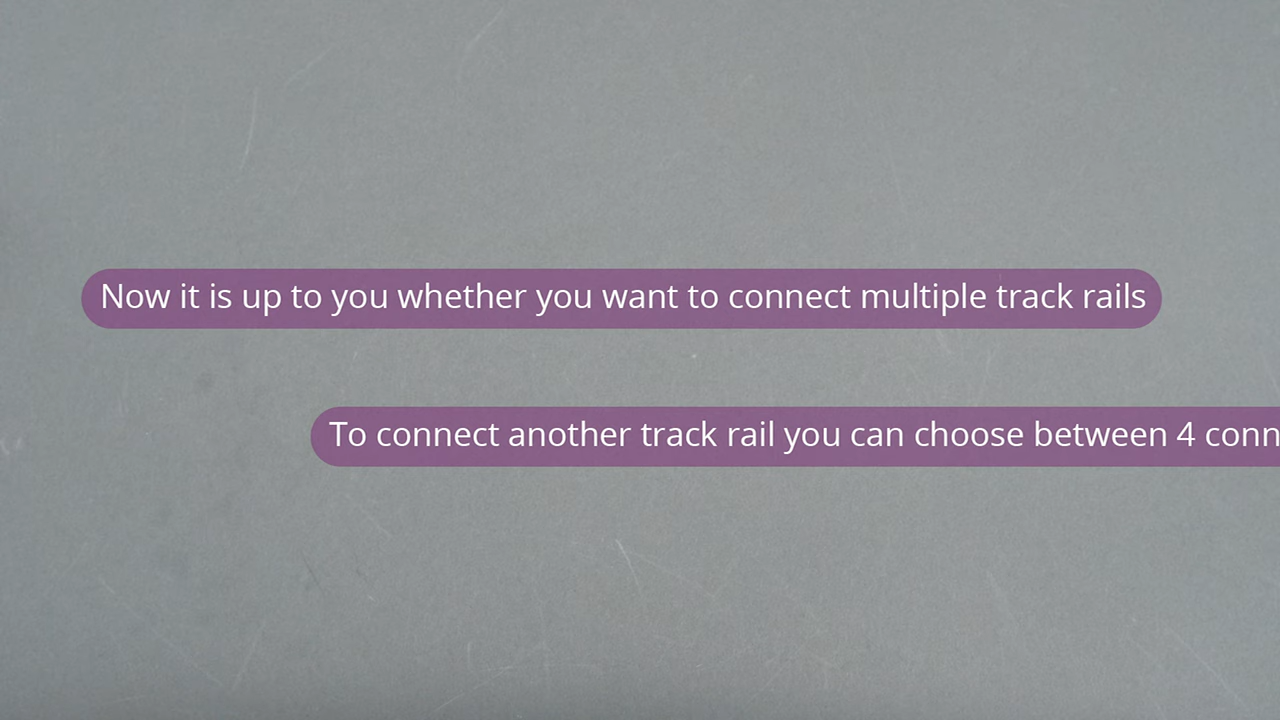 Now it is up to you whether you want to connect multiple track rails
To connect another track rail you can choose between 4